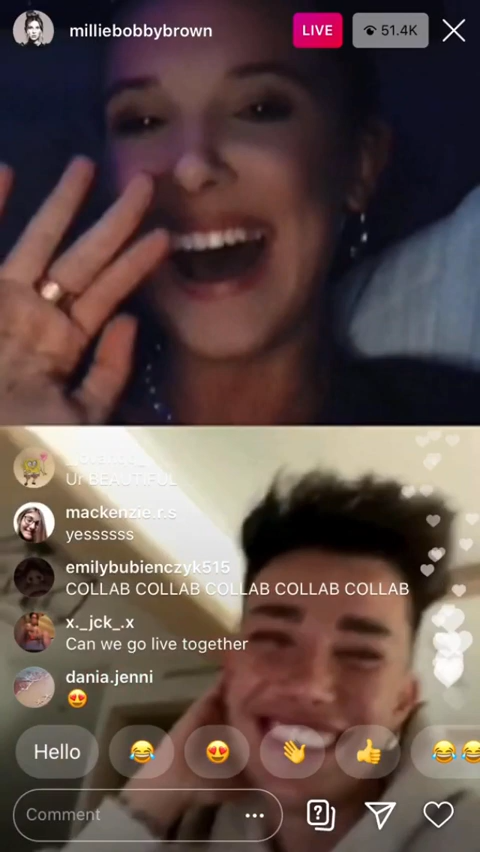 milliebobbybrown
LIVE
51.4K
Ur BEAUTIFUL
mackenzie.r.s
yessssss
emilybubienczyk515
COLLAB COLLAB COLLAB COLLAB COLLAB
x._jck_.x
Can we go live together
dania.jenni
😍
Hello
😂
😍
👋
👍
😂😂
Comment